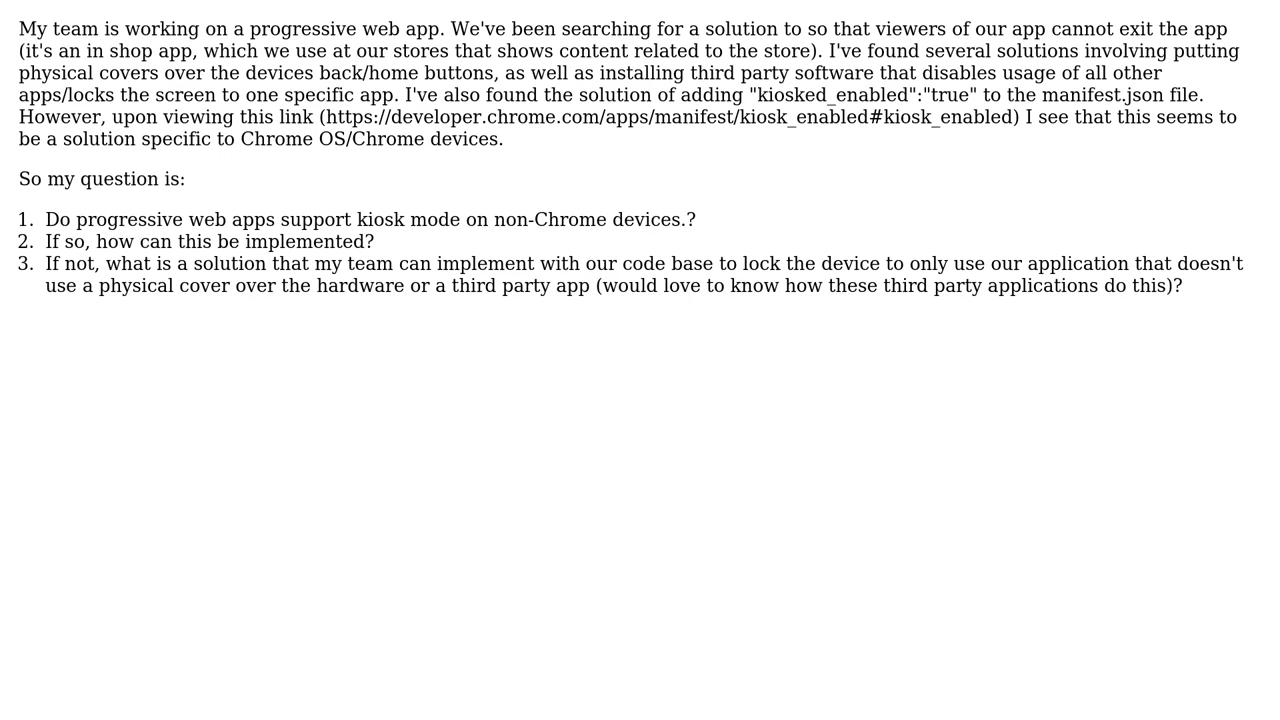 My team is working on a progressive web app. We've been searching for a solution to so that viewers of our app cannot exit the app
(it's an in shop app, which we use at our stores that shows content related to the store). I've found several solutions involving putting
physical covers over the devices back/home buttons, as well as installing third party software that disables usage of all other
apps/locks the screen to one specific app. I've also found the solution of adding "kiosked_enabled":"true" to the manifest.json file.
However, upon viewing this link (https://developer.chrome.com/apps/manifest/kiosk_enabled#kiosk_enabled) I see that this seems to
be a solution specific to Chrome OS/Chrome devices.
So my question is:
1. Do progressive web apps support kiosk mode on non-Chrome devices.?
2. If so, how can this be implemented?
3. If not, what is a solution that my team can implement with our code base to lock the device to only use our application that doesn't
use a physical cover over the hardware or a third party app (would love to know how these third party applications do this)?